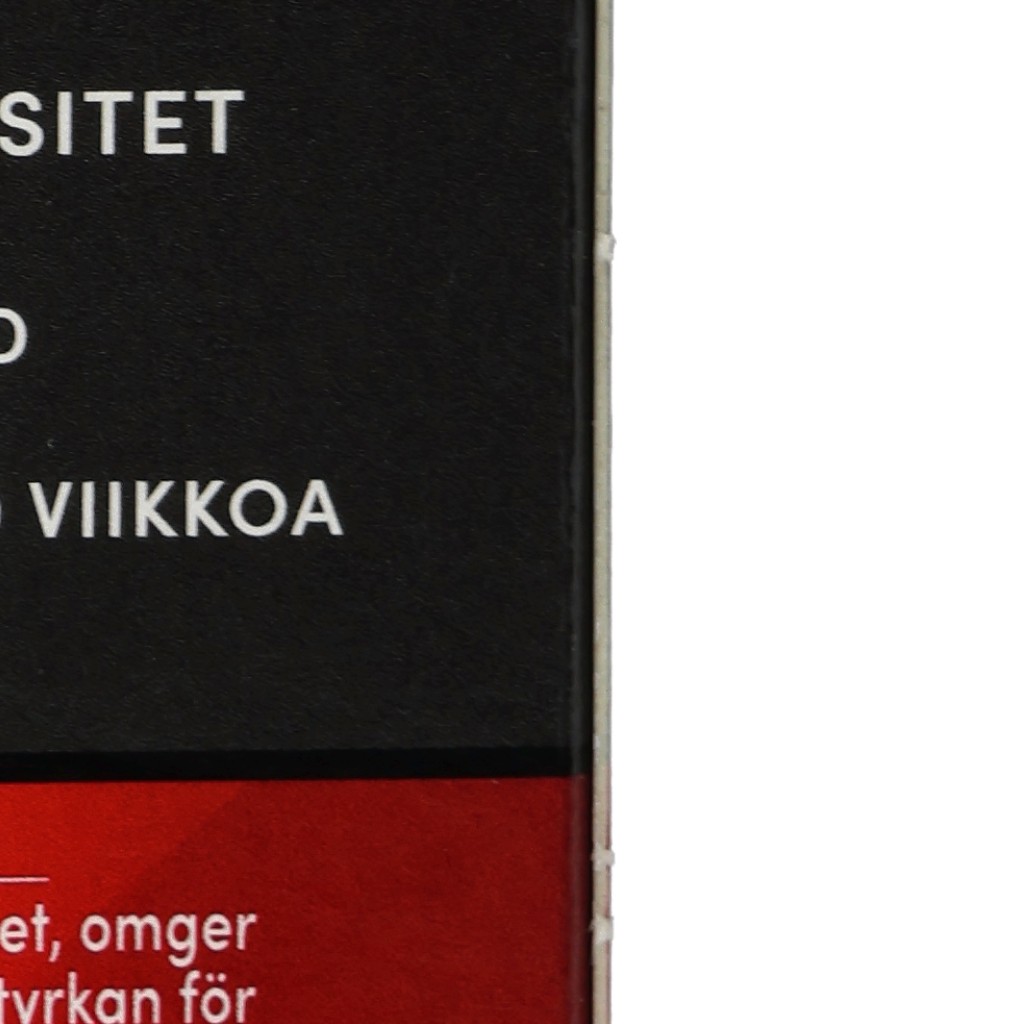 SITET
VIIKKOA
et, omger
tyrkan för